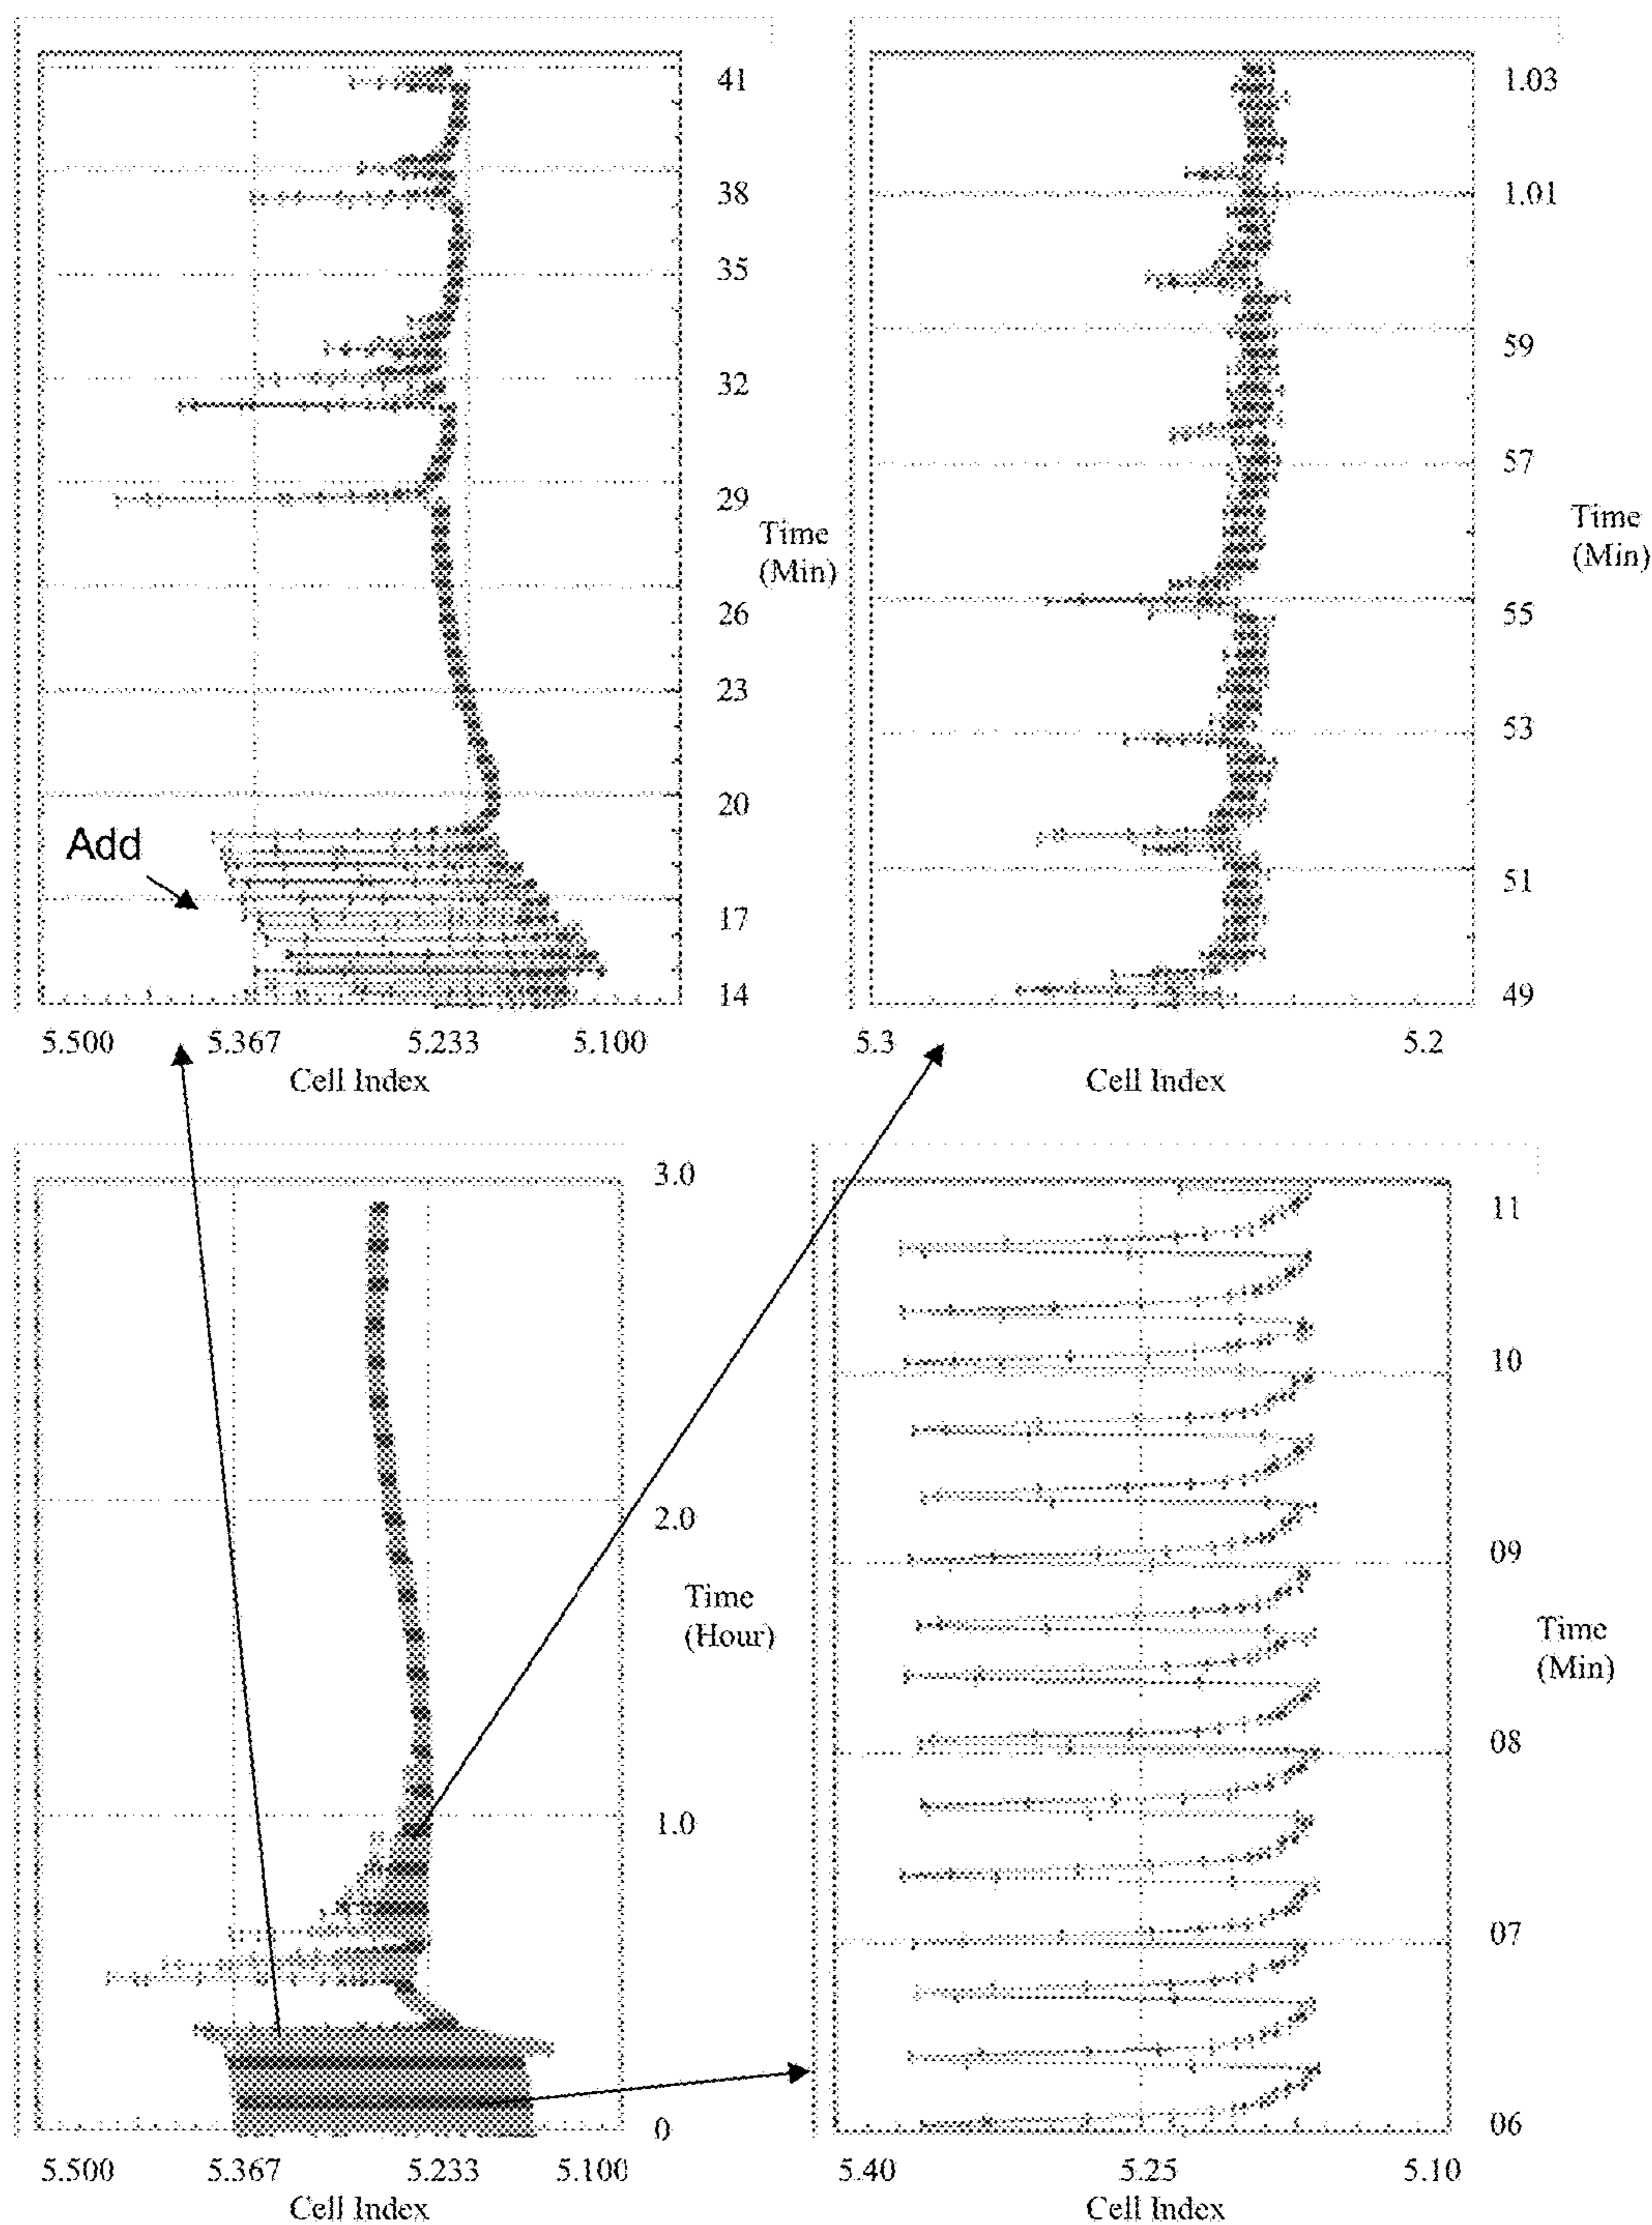 41
1.03
38
1.01
35
59
32
57
29
Time
(Min)
Time
(Min)
26
55
23
53
20
Add
51
17
14
49
5.500 5.367 5.233 5.100
5.3 5.2
Cell Index
Cell Index
3.0
11
10
2.0
09
Time
(Hour)
Time
(Min)
08
1.0
07
0
06
5.500 5.367 5.233 5.100
5.40 5.25 5.10
Cell Index
Cell Index